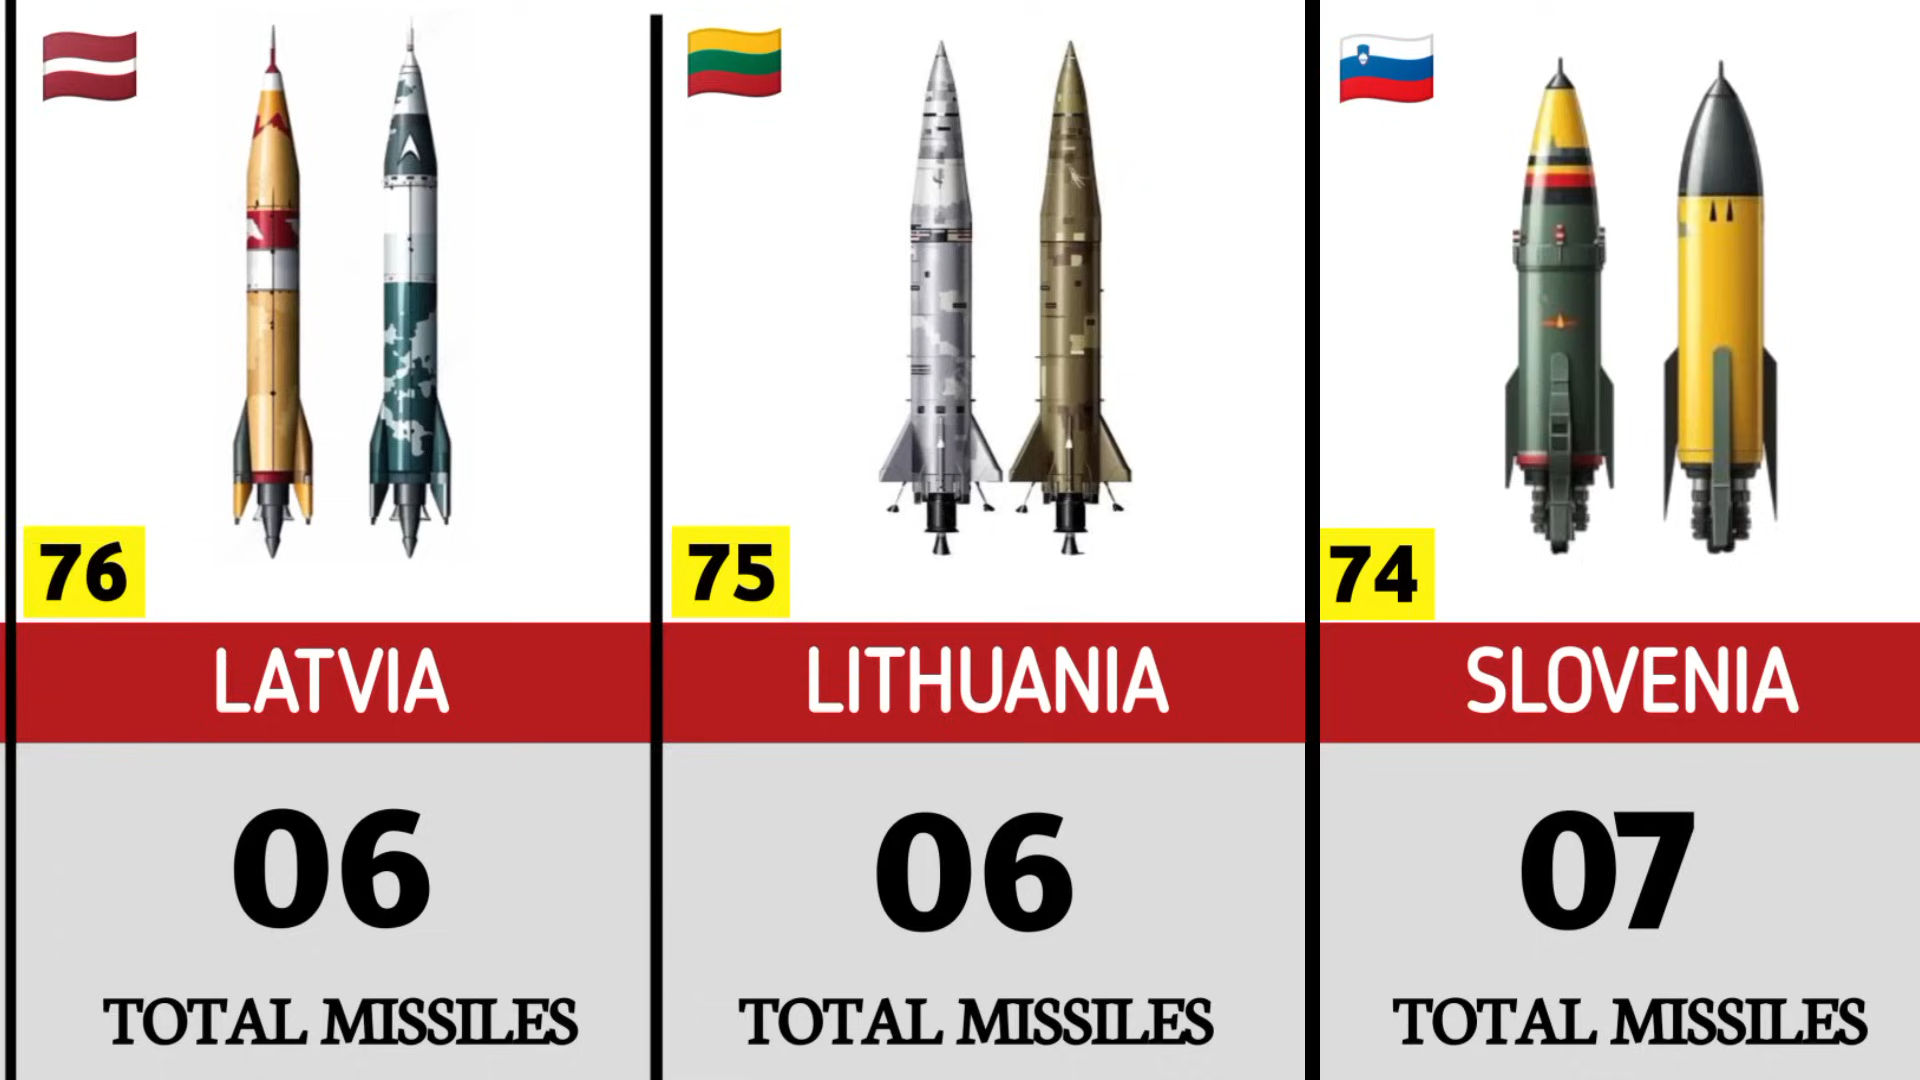 76
LATVIA
06
TOTAL MISSILES
75
LITHUANIA
06
TOTAL MISSILES
74
SLOVENIA
07
TOTAL MISSILES